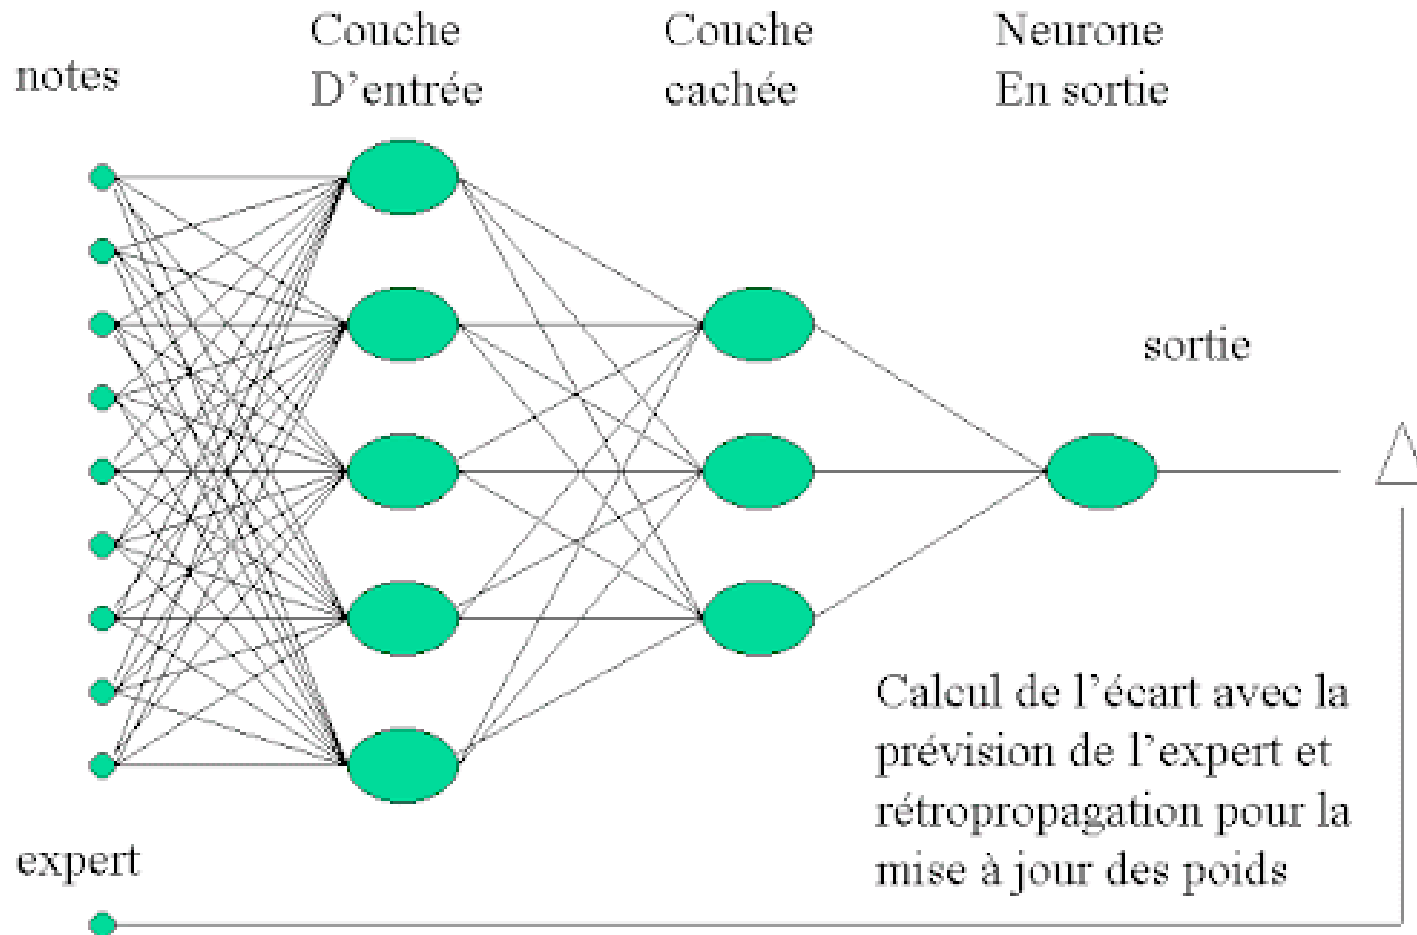 notes
Couche
D’entrée
Couche
cachée
Neurone
En sortie
sortie
Calcul de l’écart avec la
prévision de l’expert et
rétropropagation pour la
mise à jour des poids
expert